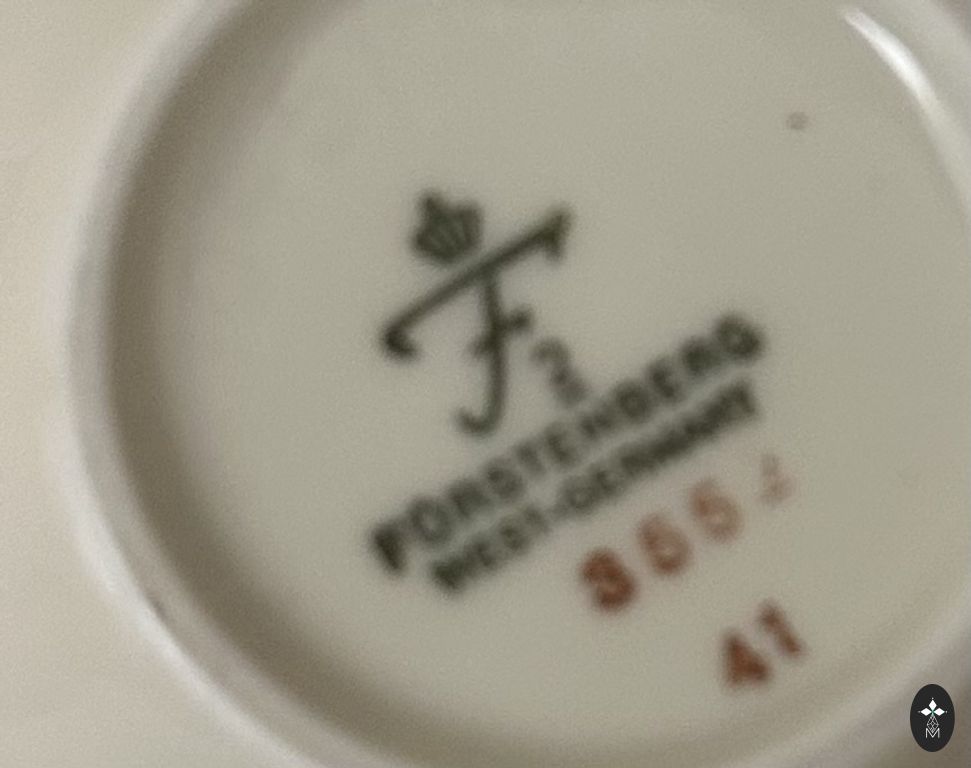 F
FÜRSTENBERG
WEST-GERMANY
355
41
M